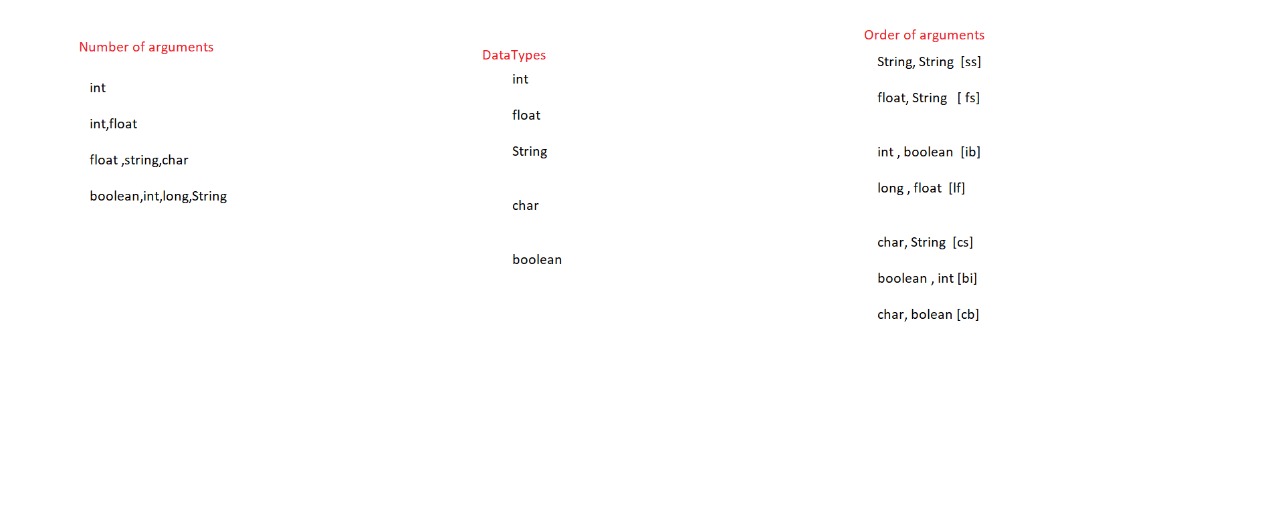 Number of arguments
int
int,float
float ,string,char
boolean,int,long,String
DataTypes
int
float
String
char
boolean
Order of arguments
String, String [ss]
float, String [ fs]
int , boolean [ib]
long , float [lf]
char, String [cs]
boolean , int [bi]
char, bolean [cb]